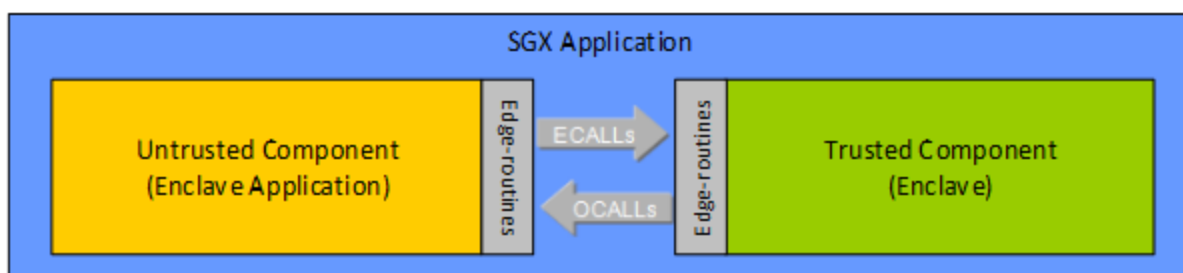 SGX Application
Untrusted Component
(Enclave Application)
Edge-routines
ECALLs
OCALLs
Edge-routines
Trusted Component
(Enclave)